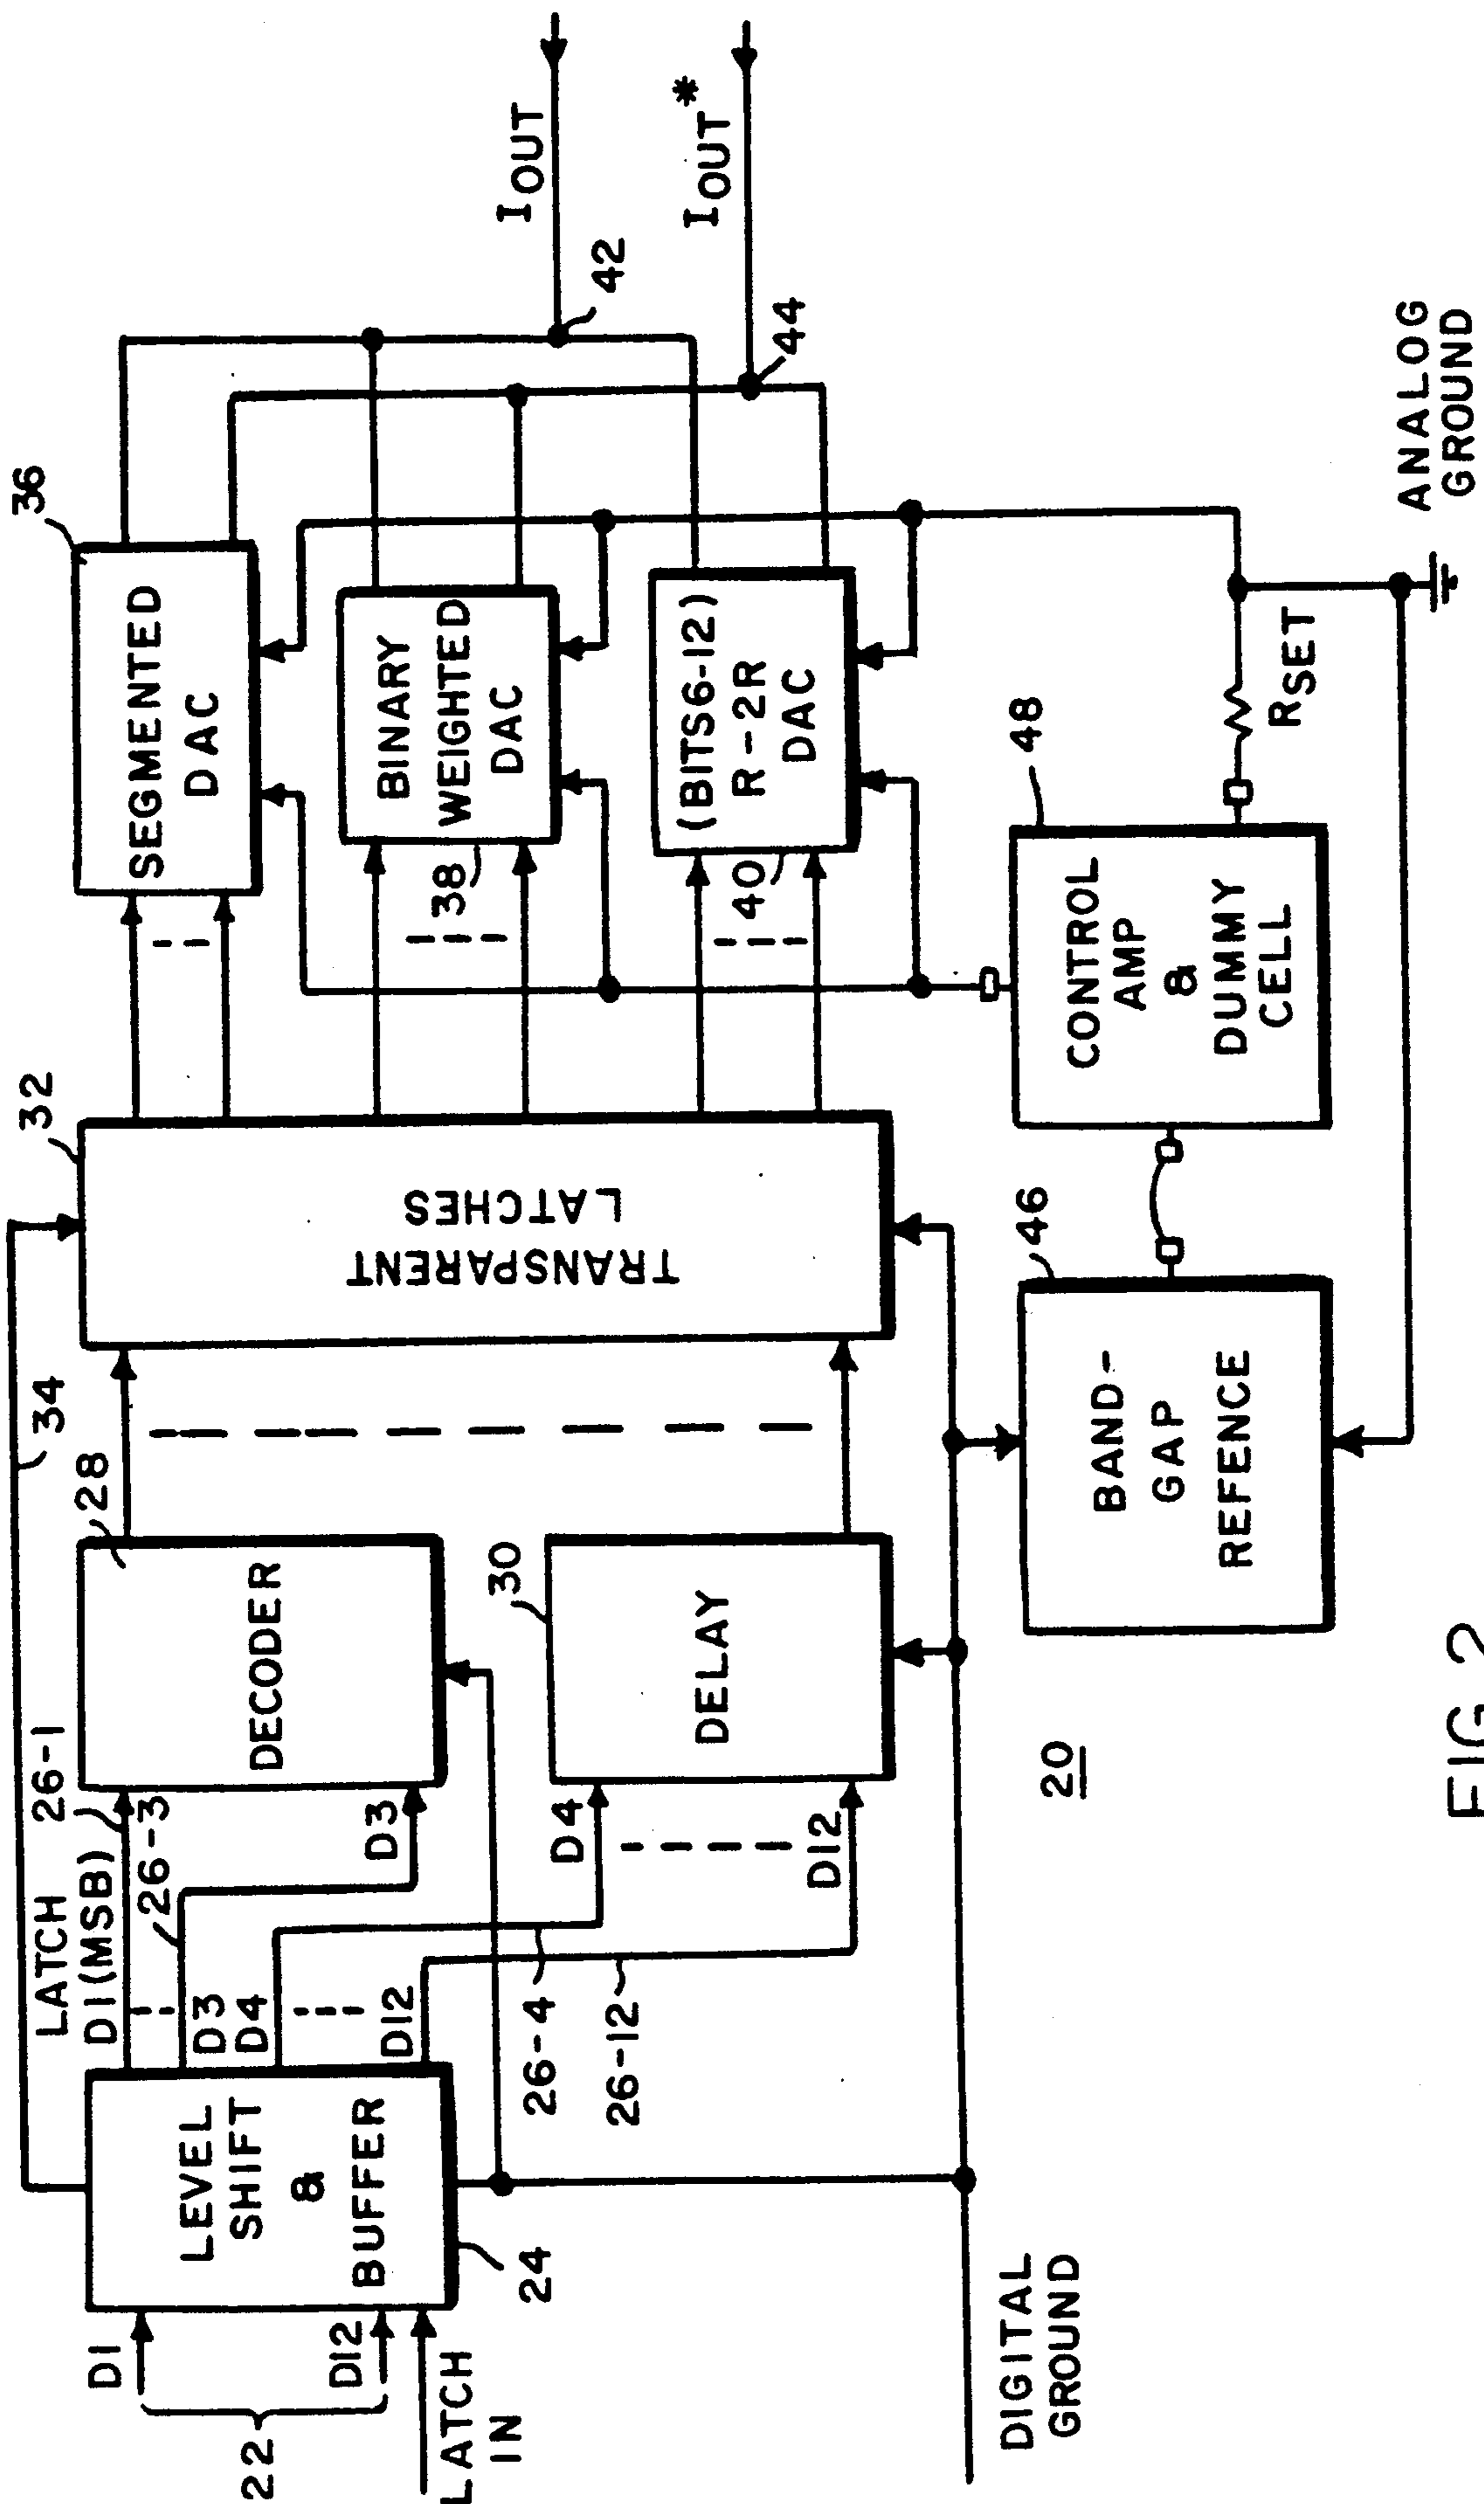 22
D1
D12
LATCH
IN
LEVEL
SHIFT
&
BUFFER
24
LATCH
D1(MSB)
D3
D4
D12
26-1
26-3
26-4
26-12
D3
D4
D12
DECODER
28
DELAY
30
34
TRANSPARENT
LATCHES
32
SEGMENTED
DAC
36
BINARY
WEIGHTED
DAC
38
(BITS6-12)
R-2R
DAC
40
IOUT
42
IOUT*
44
BAND-
GAP
REFERENCE
46
CONTROL
AMP
&
DUMMY
CELL
48
RSET
ANALOG
GROUND
DIGITAL
GROUND
20
FIG.2